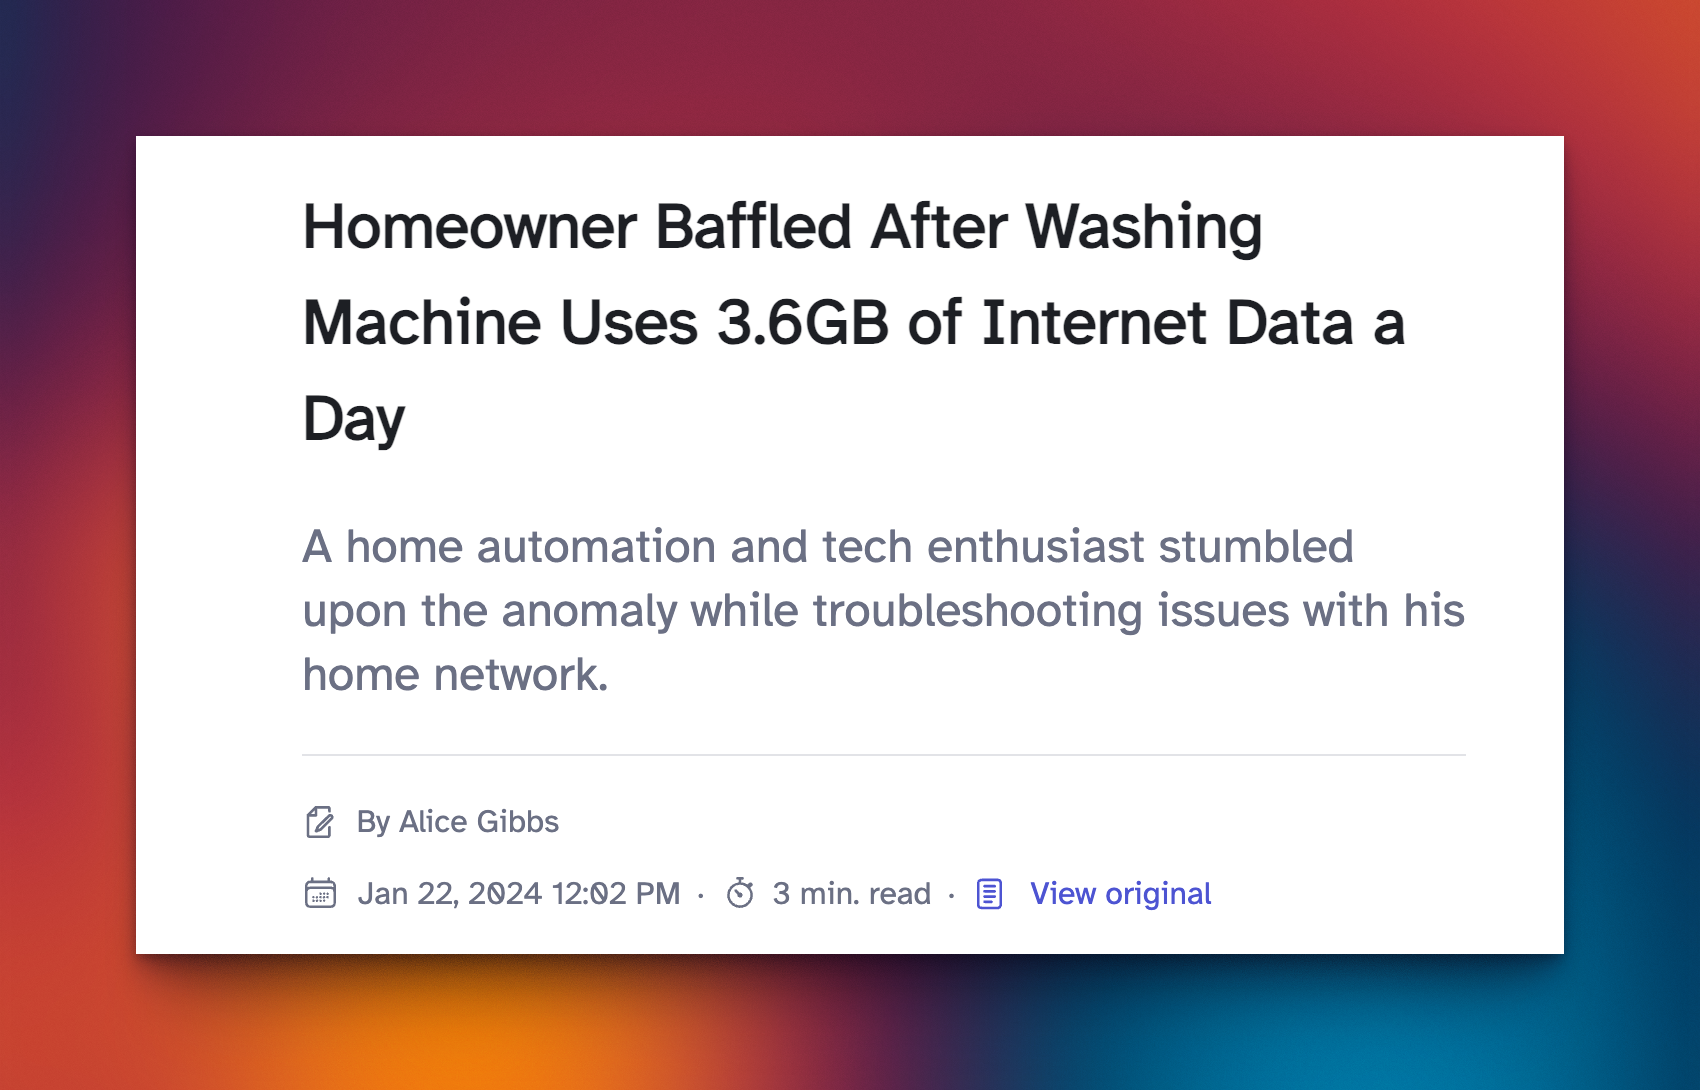 Homeowner Baffled After Washing
Machine Uses 3.6GB of Internet Data a
Day
A home automation and tech enthusiast stumbled
upon the anomaly while troubleshooting issues with his
home network.
By Alice Gibbs
Jan 22, 2024 12:02 PM · 3 min. read · View original